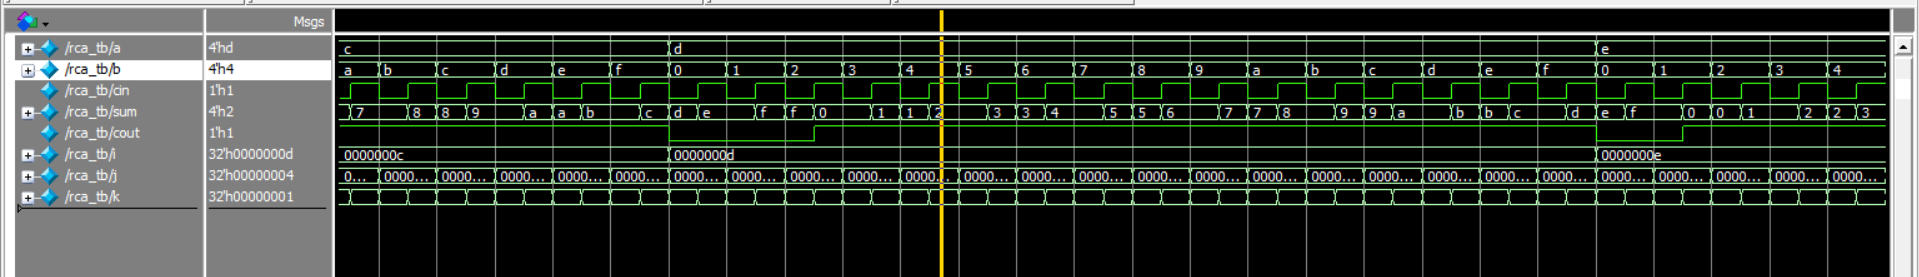 Msgs
/rca_tb/a 4'hd c d e
/rca_tb/b 4'h4 a b c d e f 0 1 2 3 4 5 6 7 8 9 a b c d e f 0 1 2 3 4
/rca_tb/cin 1'h1
/rca_tb/sum 4'h2 7 8 8 9 a a b c d e f f 0 1 1 2 3 3 4 5 5 6 7 7 8 9 9 a b b c d e f 0 0 1 2 2 3
/rca_tb/cout 1'h1
/rca_tb/i 32'h0000000d 0000000c 0000000d 0000000e
/rca_tb/j 32'h00000004 0... 0000... 0000... 0000... 0000... 0000... 0000... 0000... 0000... 0000... 0000... 0000... 0000... 0000... 0000... 0000... 0000... 0000... 0000... 0000... 0000... 0000... 0000... 0000... 0000... 0000... 0000...
/rca_tb/k 32'h00000001